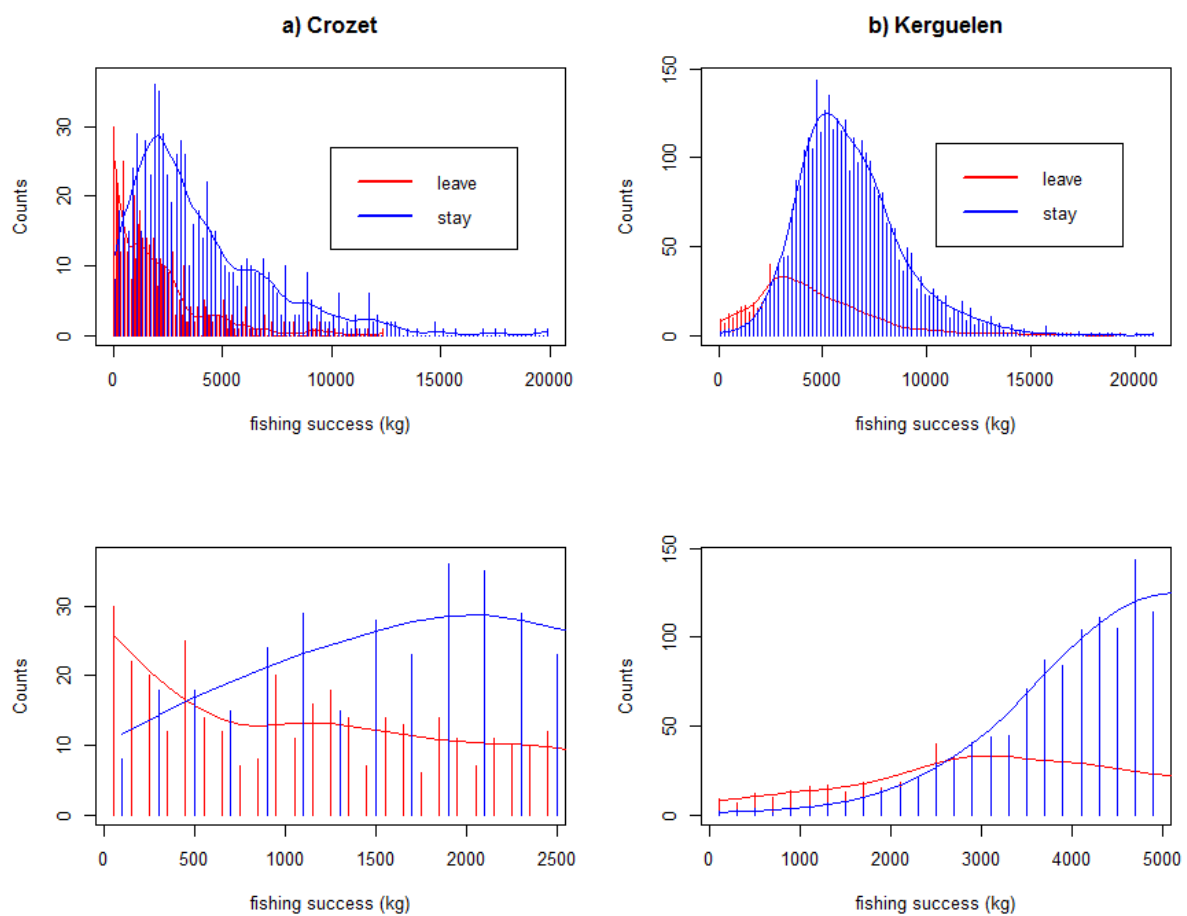 a) Crozet
Counts
0 10 20 30
leave
stay
0 5000 10000 15000 20000
fishing success (kg)
b) Kerguelen
Counts
0 50 100 150
leave
stay
0 5000 10000 15000 20000
fishing success (kg)
Counts
0 10 20 30
0 500 1000 1500 2000 2500
fishing success (kg)
Counts
0 50 100 150
0 1000 2000 3000 4000 5000
fishing success (kg)